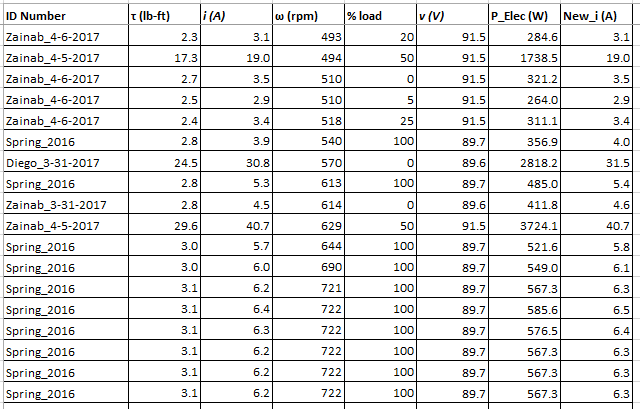 ID Number τ (lb-ft) i (A) ω (rpm) % load v (V) P_Elec (W) New_i (A)
Zainab_4-6-2017 2.3 3.1 493 20 91.5 284.6 3.1
Zainab_4-5-2017 17.3 19.0 494 50 91.5 1738.5 19.0
Zainab_4-6-2017 2.7 3.5 510 0 91.5 321.2 3.5
Zainab_4-6-2017 2.5 2.9 510 5 91.5 264.0 2.9
Zainab_4-6-2017 2.4 3.4 518 25 91.5 311.1 3.4
Spring_2016 2.8 3.9 540 100 89.7 356.9 4.0
Diego_3-31-2017 24.5 30.8 570 0 89.6 2818.2 31.5
Spring_2016 2.8 5.3 613 100 89.7 485.0 5.4
Zainab_3-31-2017 2.8 4.5 614 0 89.6 411.8 4.6
Zainab_4-5-2017 29.6 40.7 629 50 91.5 3724.1 40.7
Spring_2016 3.0 5.7 644 100 89.7 521.6 5.8
Spring_2016 3.0 6.0 690 100 89.7 549.0 6.1
Spring_2016 3.1 6.2 721 100 89.7 567.3 6.3
Spring_2016 3.1 6.4 722 100 89.7 585.6 6.5
Spring_2016 3.1 6.3 722 100 89.7 576.5 6.4
Spring_2016 3.1 6.2 722 100 89.7 567.3 6.3
Spring_2016 3.1 6.2 722 100 89.7 567.3 6.3
Spring_2016 3.1 6.2 722 100 89.7 567.3 6.3